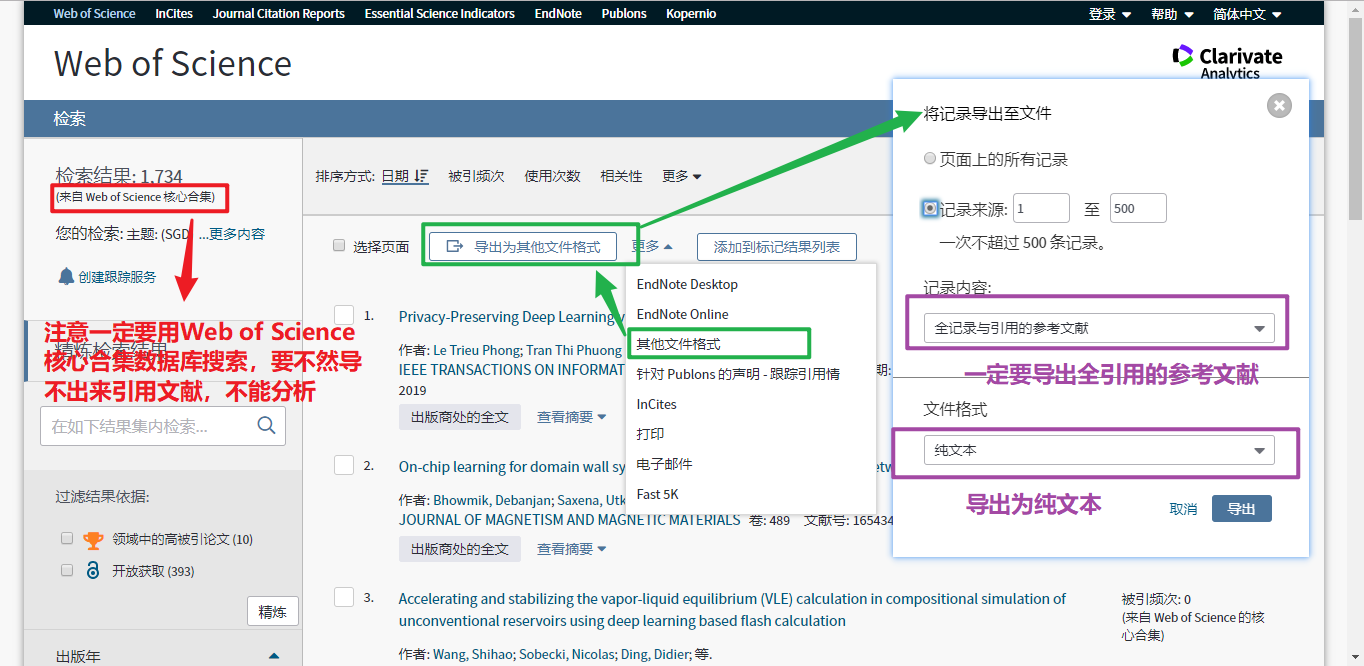 Web of Science InCites Journal Citation Reports Essential Science Indicators EndNote Publons Kopernio 登录 帮助 简体中文
Web of Science
Clarivate
Analytics
检索
检索结果: 1,734
(来自 Web of Science 核心合集)
您的检索: 主题: (SGD ...更多内容
创建跟踪服务
注意一定要用Web of Science
核心合集数据库搜索，要不然导
不出来引用文献，不能分析
精炼检索结果
在如下结果集内检索...
过滤结果依据:
领域中的高被引论文 (10)
开放获取 (393)
精炼
出版年
排序方式: 日期 被引频次 使用次数 相关性 更多
选择页面 导出为其他文件格式 更多 添加到标记结果列表
EndNote Desktop
EndNote Online
其他文件格式
针对 Publons 的声明 - 跟踪引用情
InCites
打印
电子邮件
Fast 5K
1. Privacy-Preserving Deep Learning
作者: Le Trieu Phong; Tran Thi Phuong
IEEE TRANSACTIONS ON INFORMAT
期:
2019
出版商处的全文 查看摘要
2. On-chip learning for domain wall sy
etw
作者: Bhowmik, Debanjan; Saxena, Utk
JOURNAL OF MAGNETISM AND MAGNETIC MATERIALS 卷: 489 文献号: 165434
出版商处的全文 查看摘要
3. Accelerating and stabilizing the vapor-liquid equilibrium (VLE) calculation in compositional simulation of
unconventional reservoirs using deep learning based flash calculation
作者: Wang, Shihao; Sobecki, Nicolas; Ding, Didier; 等.
被引频次: 0
(来自 Web of Science 的核
心合集)
将记录导出至文件
页面上的所有记录
记录来源: 1 至 500
一次不超过 500 条记录。
记录内容:
全记录与引用的参考文献
一定要导出全引用的参考文献
文件格式
纯文本
导出为纯文本
取消 导出